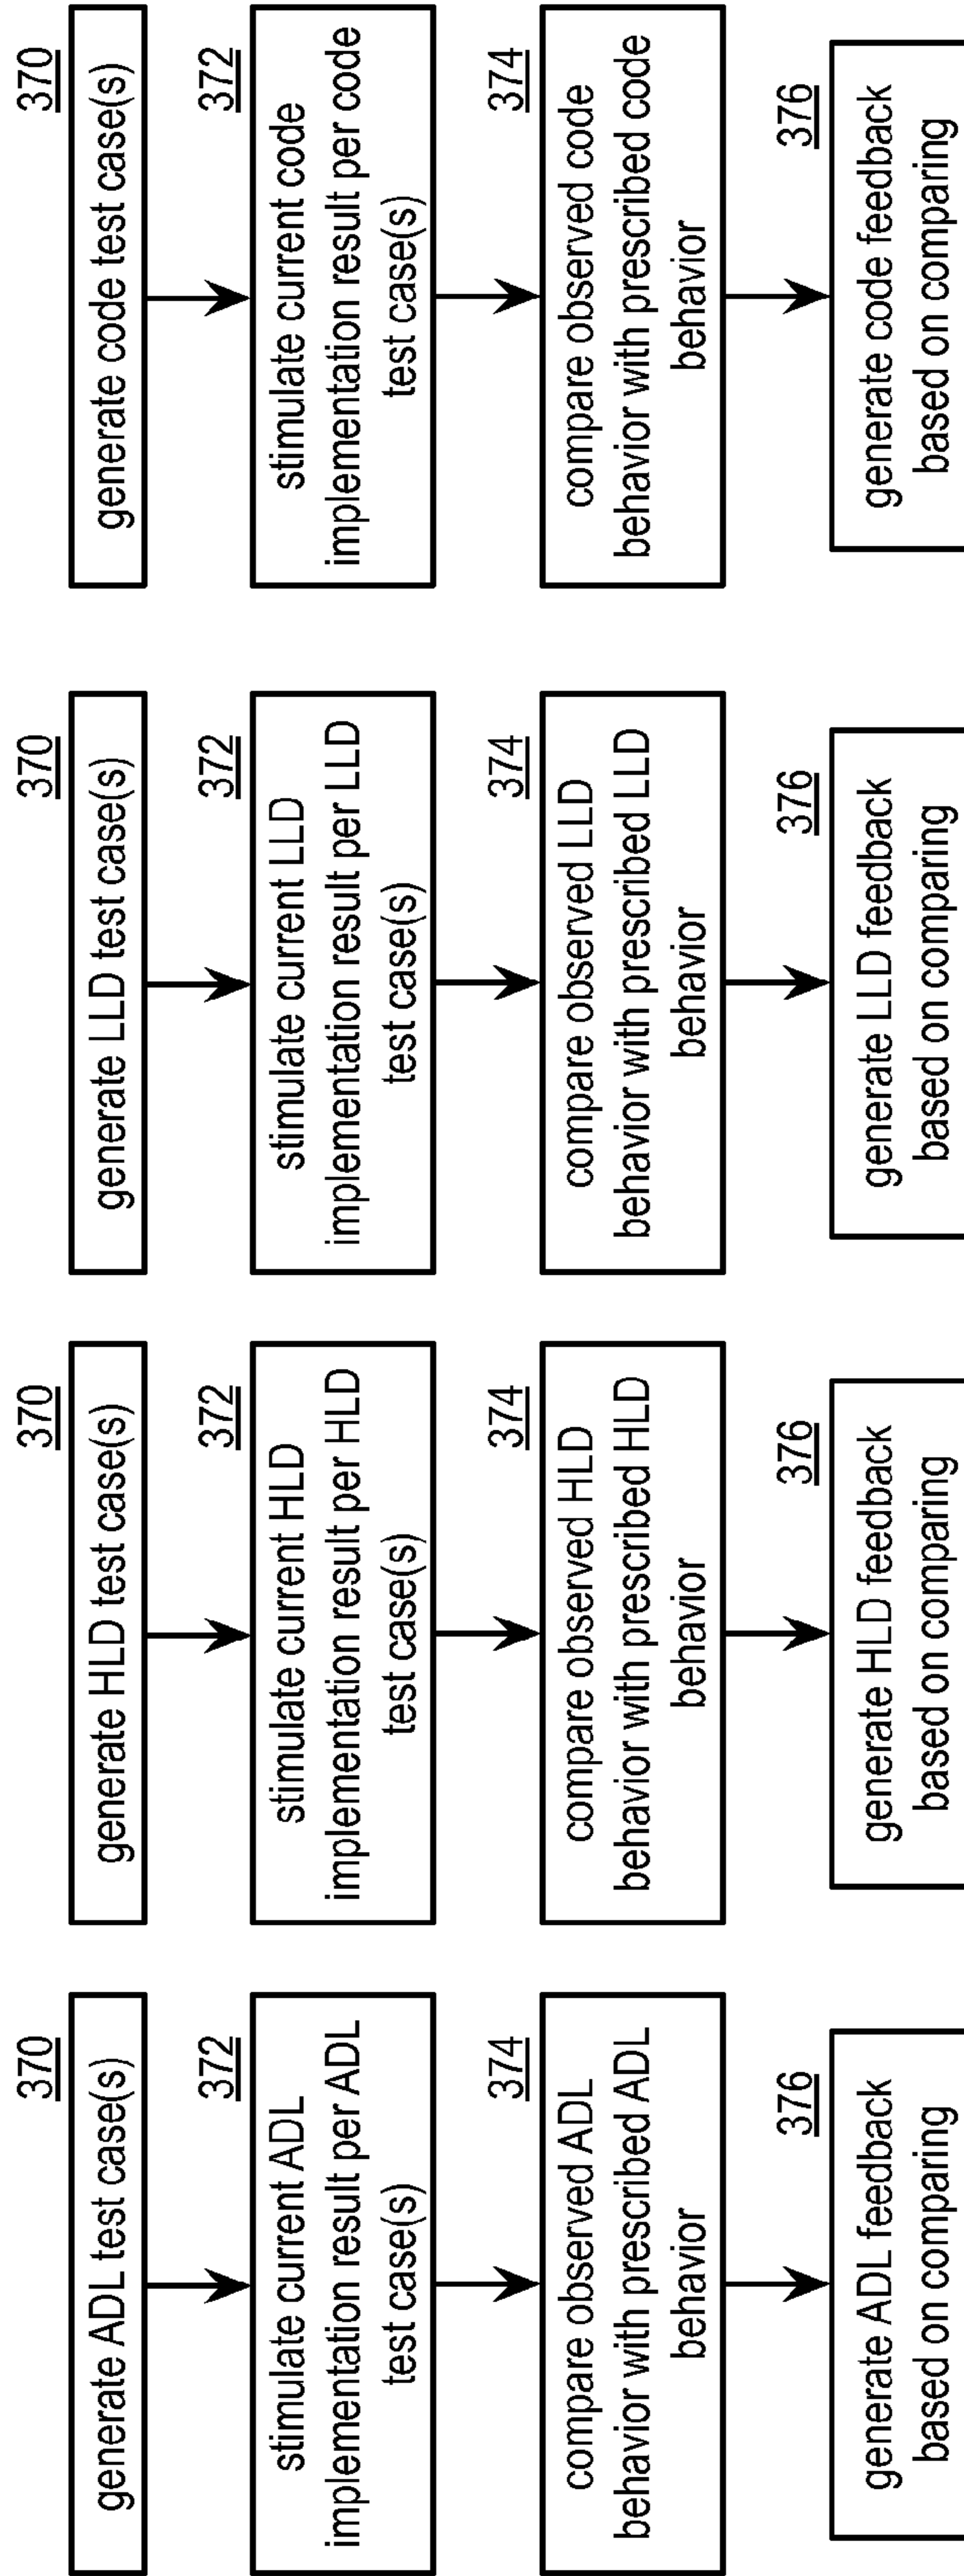 370
generate ADL test case(s)
372
stimulate current ADL
implementation result per ADL
test case(s)
374
compare observed ADL
behavior with prescribed ADL
behavior
376
generate ADL feedback
based on comparing
370
generate HLD test case(s)
372
stimulate current HLD
implementation result per HLD
test case(s)
374
compare observed HLD
behavior with prescribed HLD
behavior
376
generate HLD feedback
based on comparing
370
generate LLD test case(s)
372
stimulate current LLD
implementation result per LLD
test case(s)
374
compare observed LLD
behavior with prescribed LLD
behavior
376
generate LLD feedback
based on comparing
370
generate code test case(s)
372
stimulate current code
implementation result per code
test case(s)
374
compare observed code
behavior with prescribed code
behavior
376
generate code feedback
based on comparing